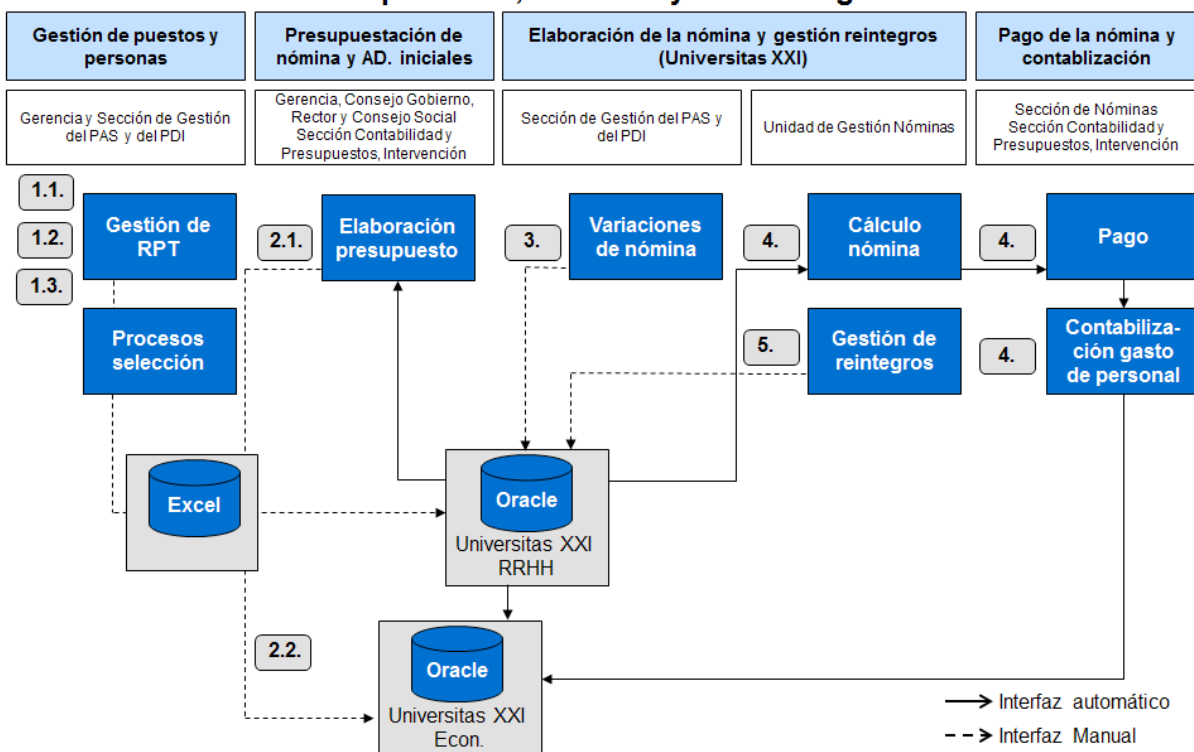 Gestión de puestos y
personas
Presupuestación de
nómina y AD. iniciales
Elaboración de la nómina y gestión reintegros
(Universitas XXI)
Pago de la nómina y
contablización
Gerencia y Sección de Gestión
del PAS y del PDI
Gerencia, Consejo Gobierno,
Rector y Consejo Social
Sección Contabilidad y
Presupuestos, Intervención
Sección de Gestión del PAS y
del PDI
Unidad de Gestión Nóminas
Sección de Nóminas
Sección Contabilidad y
Presupuestos, Intervención
1.1.
1.2.
1.3.
Gestión de
RPT
2.1.
Elaboración
presupuesto
3.
Variaciones
de nómina
4.
Cálculo
nómina
4.
Pago
Procesos
selección
5.
Gestión de
reintegros
4.
Contabiliza-
ción gasto
de personal
Excel
Oracle
Universitas XXI
RRHH
2.2.
Oracle
Universitas XXI
Econ.
Interfaz automático
Interfaz Manual